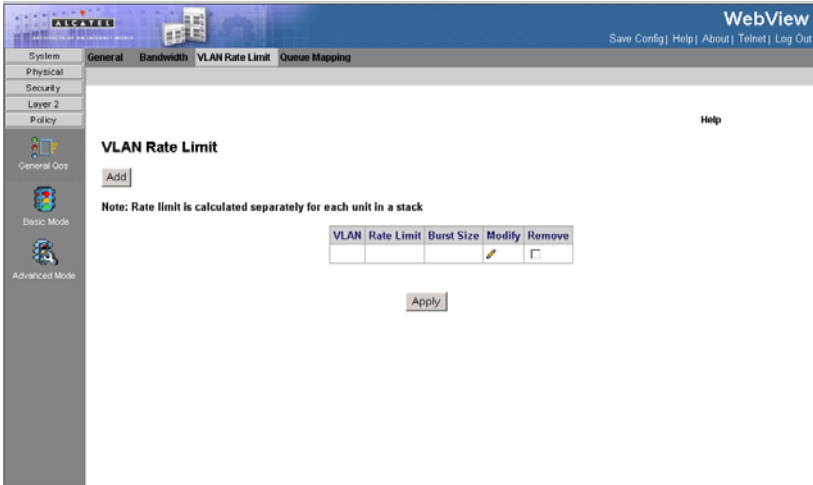 ALCATEL
WebView
Save Config | Help | About | Telnet | Log Out
System
Physical
Security
Layer 2
Policy
General Qos
Basic Mode
Advanced Mode
General Bandwidth VLAN Rate Limit Queue Mapping
Help
VLAN Rate Limit
Add
Note: Rate limit is calculated separately for each unit in a stack
VLAN Rate Limit Burst Size Modify Remove
Apply